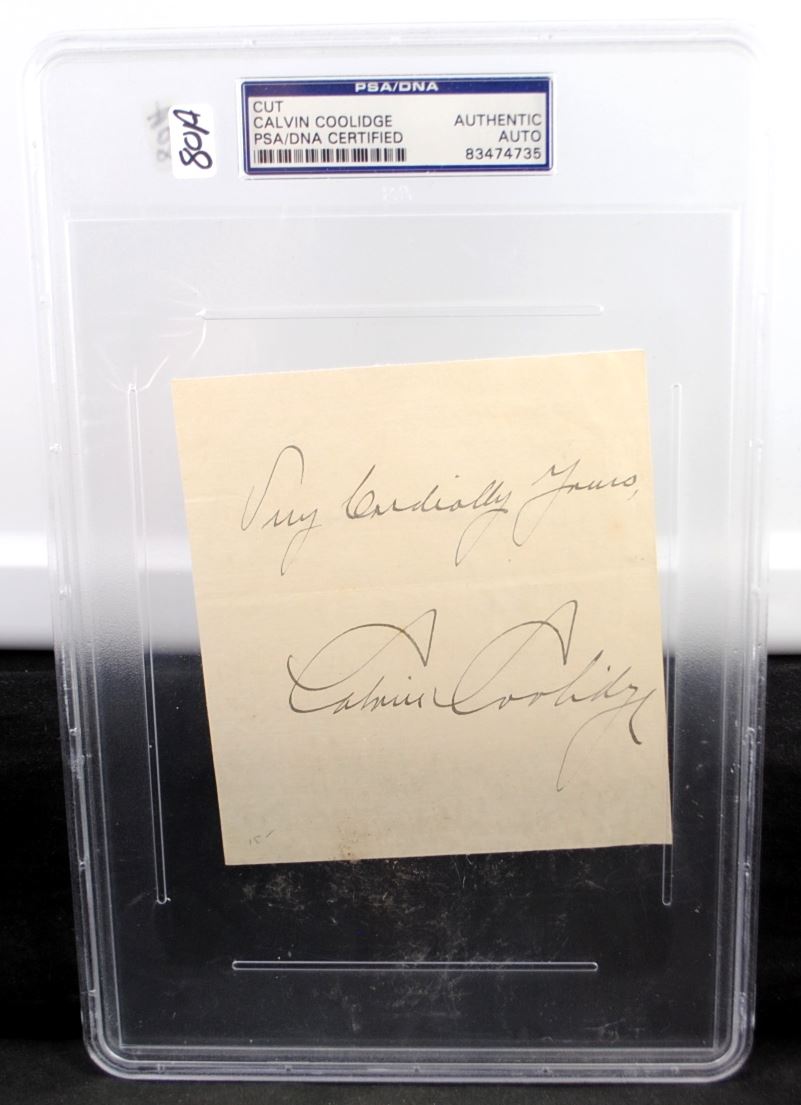 PSA/DNA
CUT
CALVIN COOLIDGE
PSA/DNA CERTIFIED
AUTHENTIC
AUTO
83474735
80A
Very Cordially Yours,
Calvin Coolidge